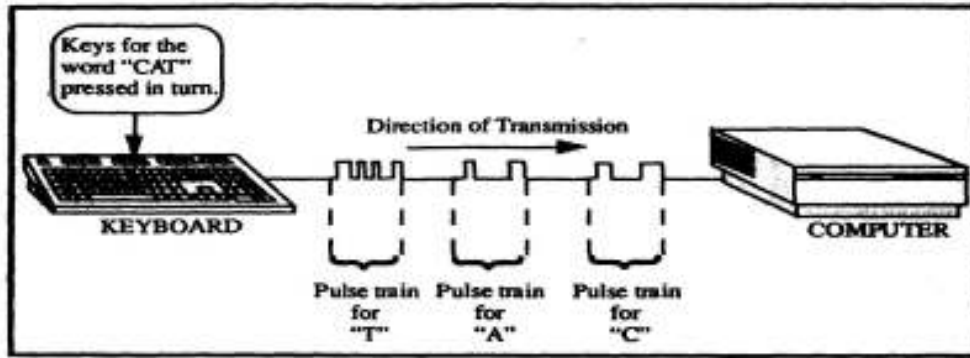 Keys for the
word “CAT”
pressed in turn.
Direction of Transmission
KEYBOARD
COMPUTER
Pulse train
for
“T”
Pulse train
for
“A”
Pulse train
for
“C”